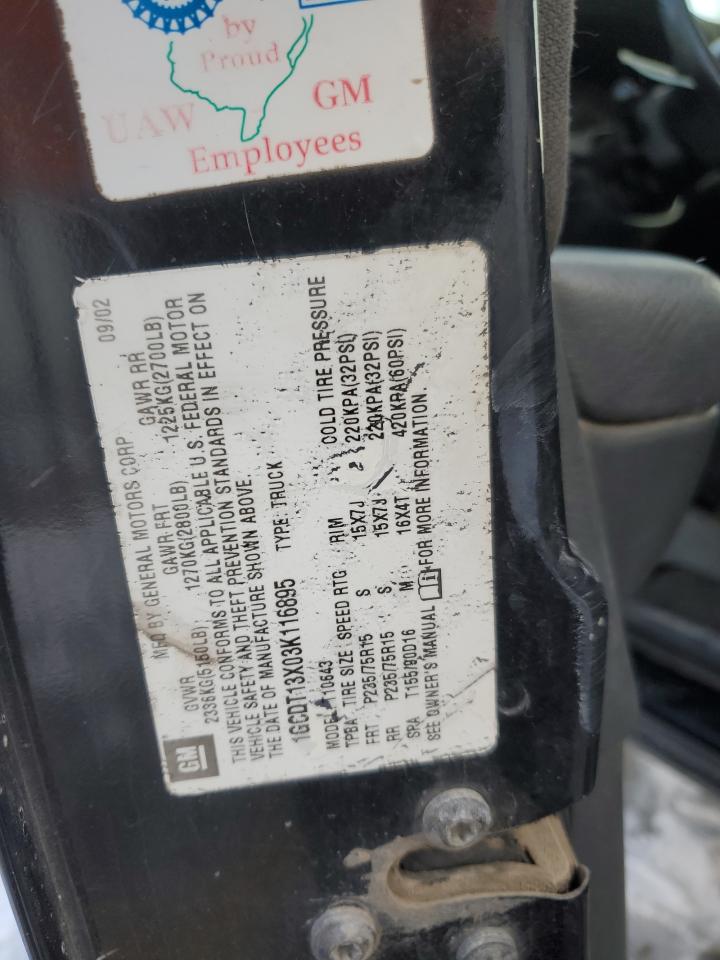 by
Proud
UAW GM
Employees
MFD BY GENERAL MOTORS CORP 09/02
GVWR GAWR FRT GAWR RR
2336KG(5150LB) 1270KG(2800LB) 1225KG(2700LB)
THIS VEHICLE CONFORMS TO ALL APPLICABLE U.S. FEDERAL MOTOR
VEHICLE SAFETY AND THEFT PREVENTION STANDARDS IN EFFECT ON
THE DATE OF MANUFACTURE SHOWN ABOVE.
1GCDT13X03K116895 TYPE: TRUCK
MODEL: T10643
TPBA TIRE SIZE SPEED RTG RIM COLD TIRE PRESSURE
FRT P235/75R15 S 15X7J 220KPA(32PSI)
RR P235/75R15 S 15X7J 220KPA(32PSI)
SPA T155/90D16 M 16X4T 420KPA(60PSI)
SEE OWNER'S MANUAL FOR MORE INFORMATION
GM